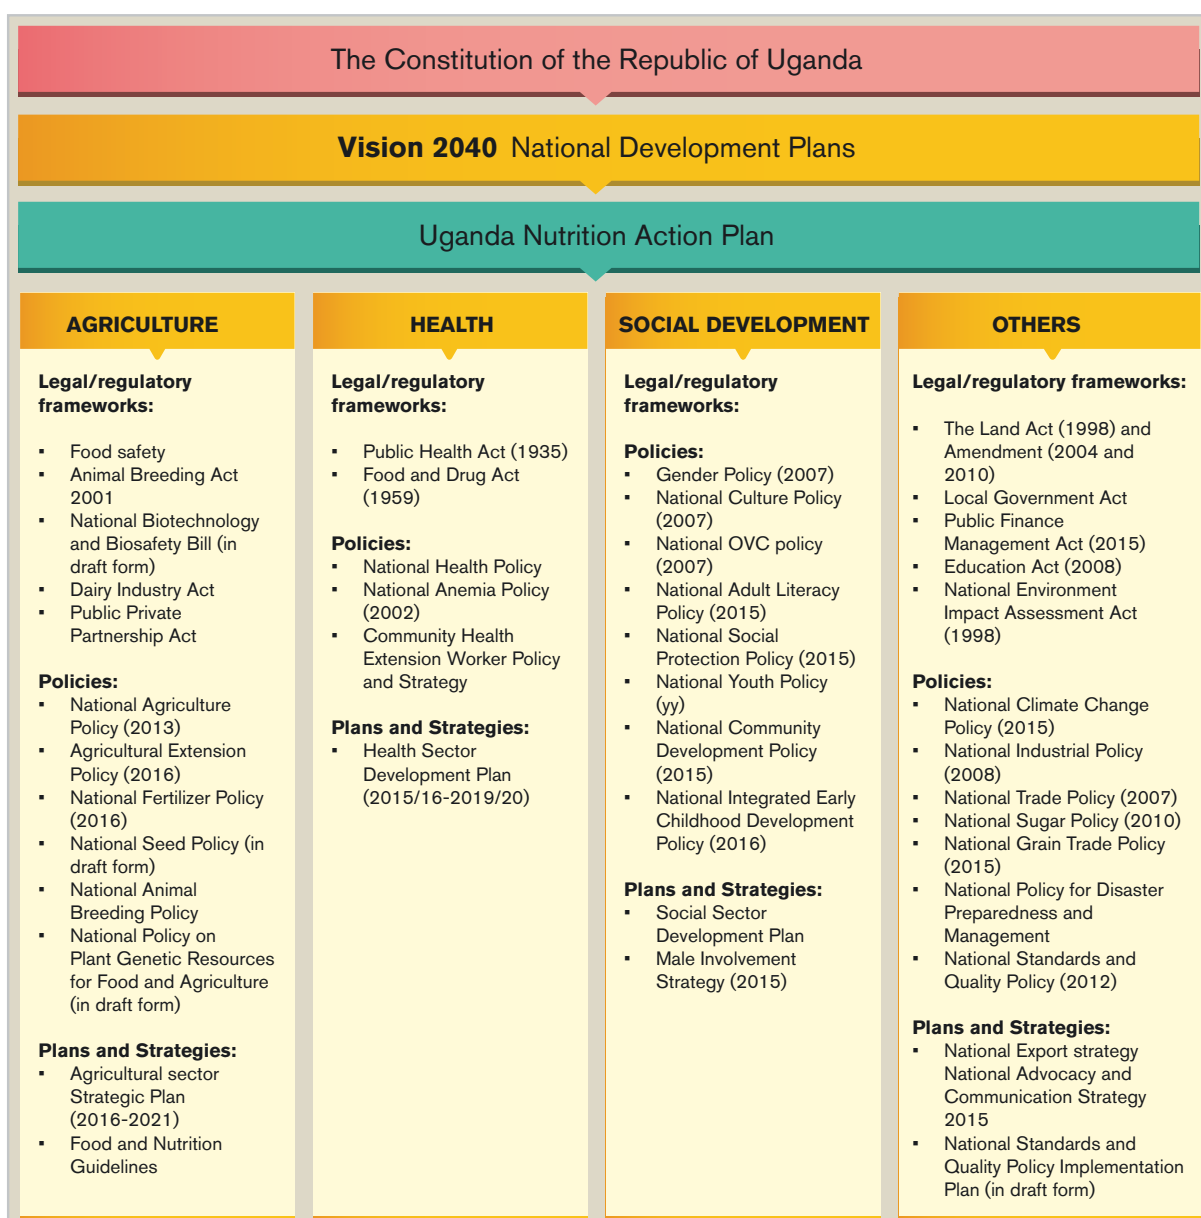 The Constitution of the Republic of Uganda
Vision 2040 National Development Plans
Uganda Nutrition Action Plan
AGRICULTURE
Legal/regulatory
frameworks:
▪ Food safety
▪ Animal Breeding Act
2001
▪ National Biotechnology
and Biosafety Bill (in
draft form)
▪ Dairy Industry Act
▪ Public Private
Partnership Act
Policies:
▪ National Agriculture
Policy (2013)
▪ Agricultural Extension
Policy (2016)
▪ National Fertilizer Policy
(2016)
▪ National Seed Policy (in
draft form)
▪ National Animal
Breeding Policy
▪ National Policy on
Plant Genetic Resources
for Food and Agriculture
(in draft form)
Plans and Strategies:
▪ Agricultural sector
Strategic Plan
(2016-2021)
▪ Food and Nutrition
Guidelines
HEALTH
Legal/regulatory
frameworks:
▪ Public Health Act (1935)
▪ Food and Drug Act
(1959)
Policies:
▪ National Health Policy
▪ National Anemia Policy
(2002)
▪ Community Health
Extension Worker Policy
and Strategy
Plans and Strategies:
▪ Health Sector
Development Plan
(2015/16-2019/20)
SOCIAL DEVELOPMENT
Legal/regulatory
frameworks:
Policies:
▪ Gender Policy (2007)
▪ National Culture Policy
(2007)
▪ National OVC policy
(2007)
▪ National Adult Literacy
Policy (2015)
▪ National Social
Protection Policy (2015)
▪ National Youth Policy
(yy)
▪ National Community
Development Policy
(2015)
▪ National Integrated Early
Childhood Development
Policy (2016)
Plans and Strategies:
▪ Social Sector
Development Plan
▪ Male Involvement
Strategy (2015)
OTHERS
Legal/regulatory frameworks:
▪ The Land Act (1998) and
Amendment (2004 and
2010)
▪ Local Government Act
▪ Public Finance
Management Act (2015)
▪ Education Act (2008)
▪ National Environment
Impact Assessment Act
(1998)
Policies:
▪ National Climate Change
Policy (2015)
▪ National Industrial Policy
(2008)
▪ National Trade Policy (2007)
▪ National Sugar Policy (2010)
▪ National Grain Trade Policy
(2015)
▪ National Policy for Disaster
Preparedness and
Management
▪ National Standards and
Quality Policy (2012)
Plans and Strategies:
▪ National Export strategy
National Advocacy and
Communication Strategy
2015
▪ National Standards and
Quality Policy Implementation
Plan (in draft form)